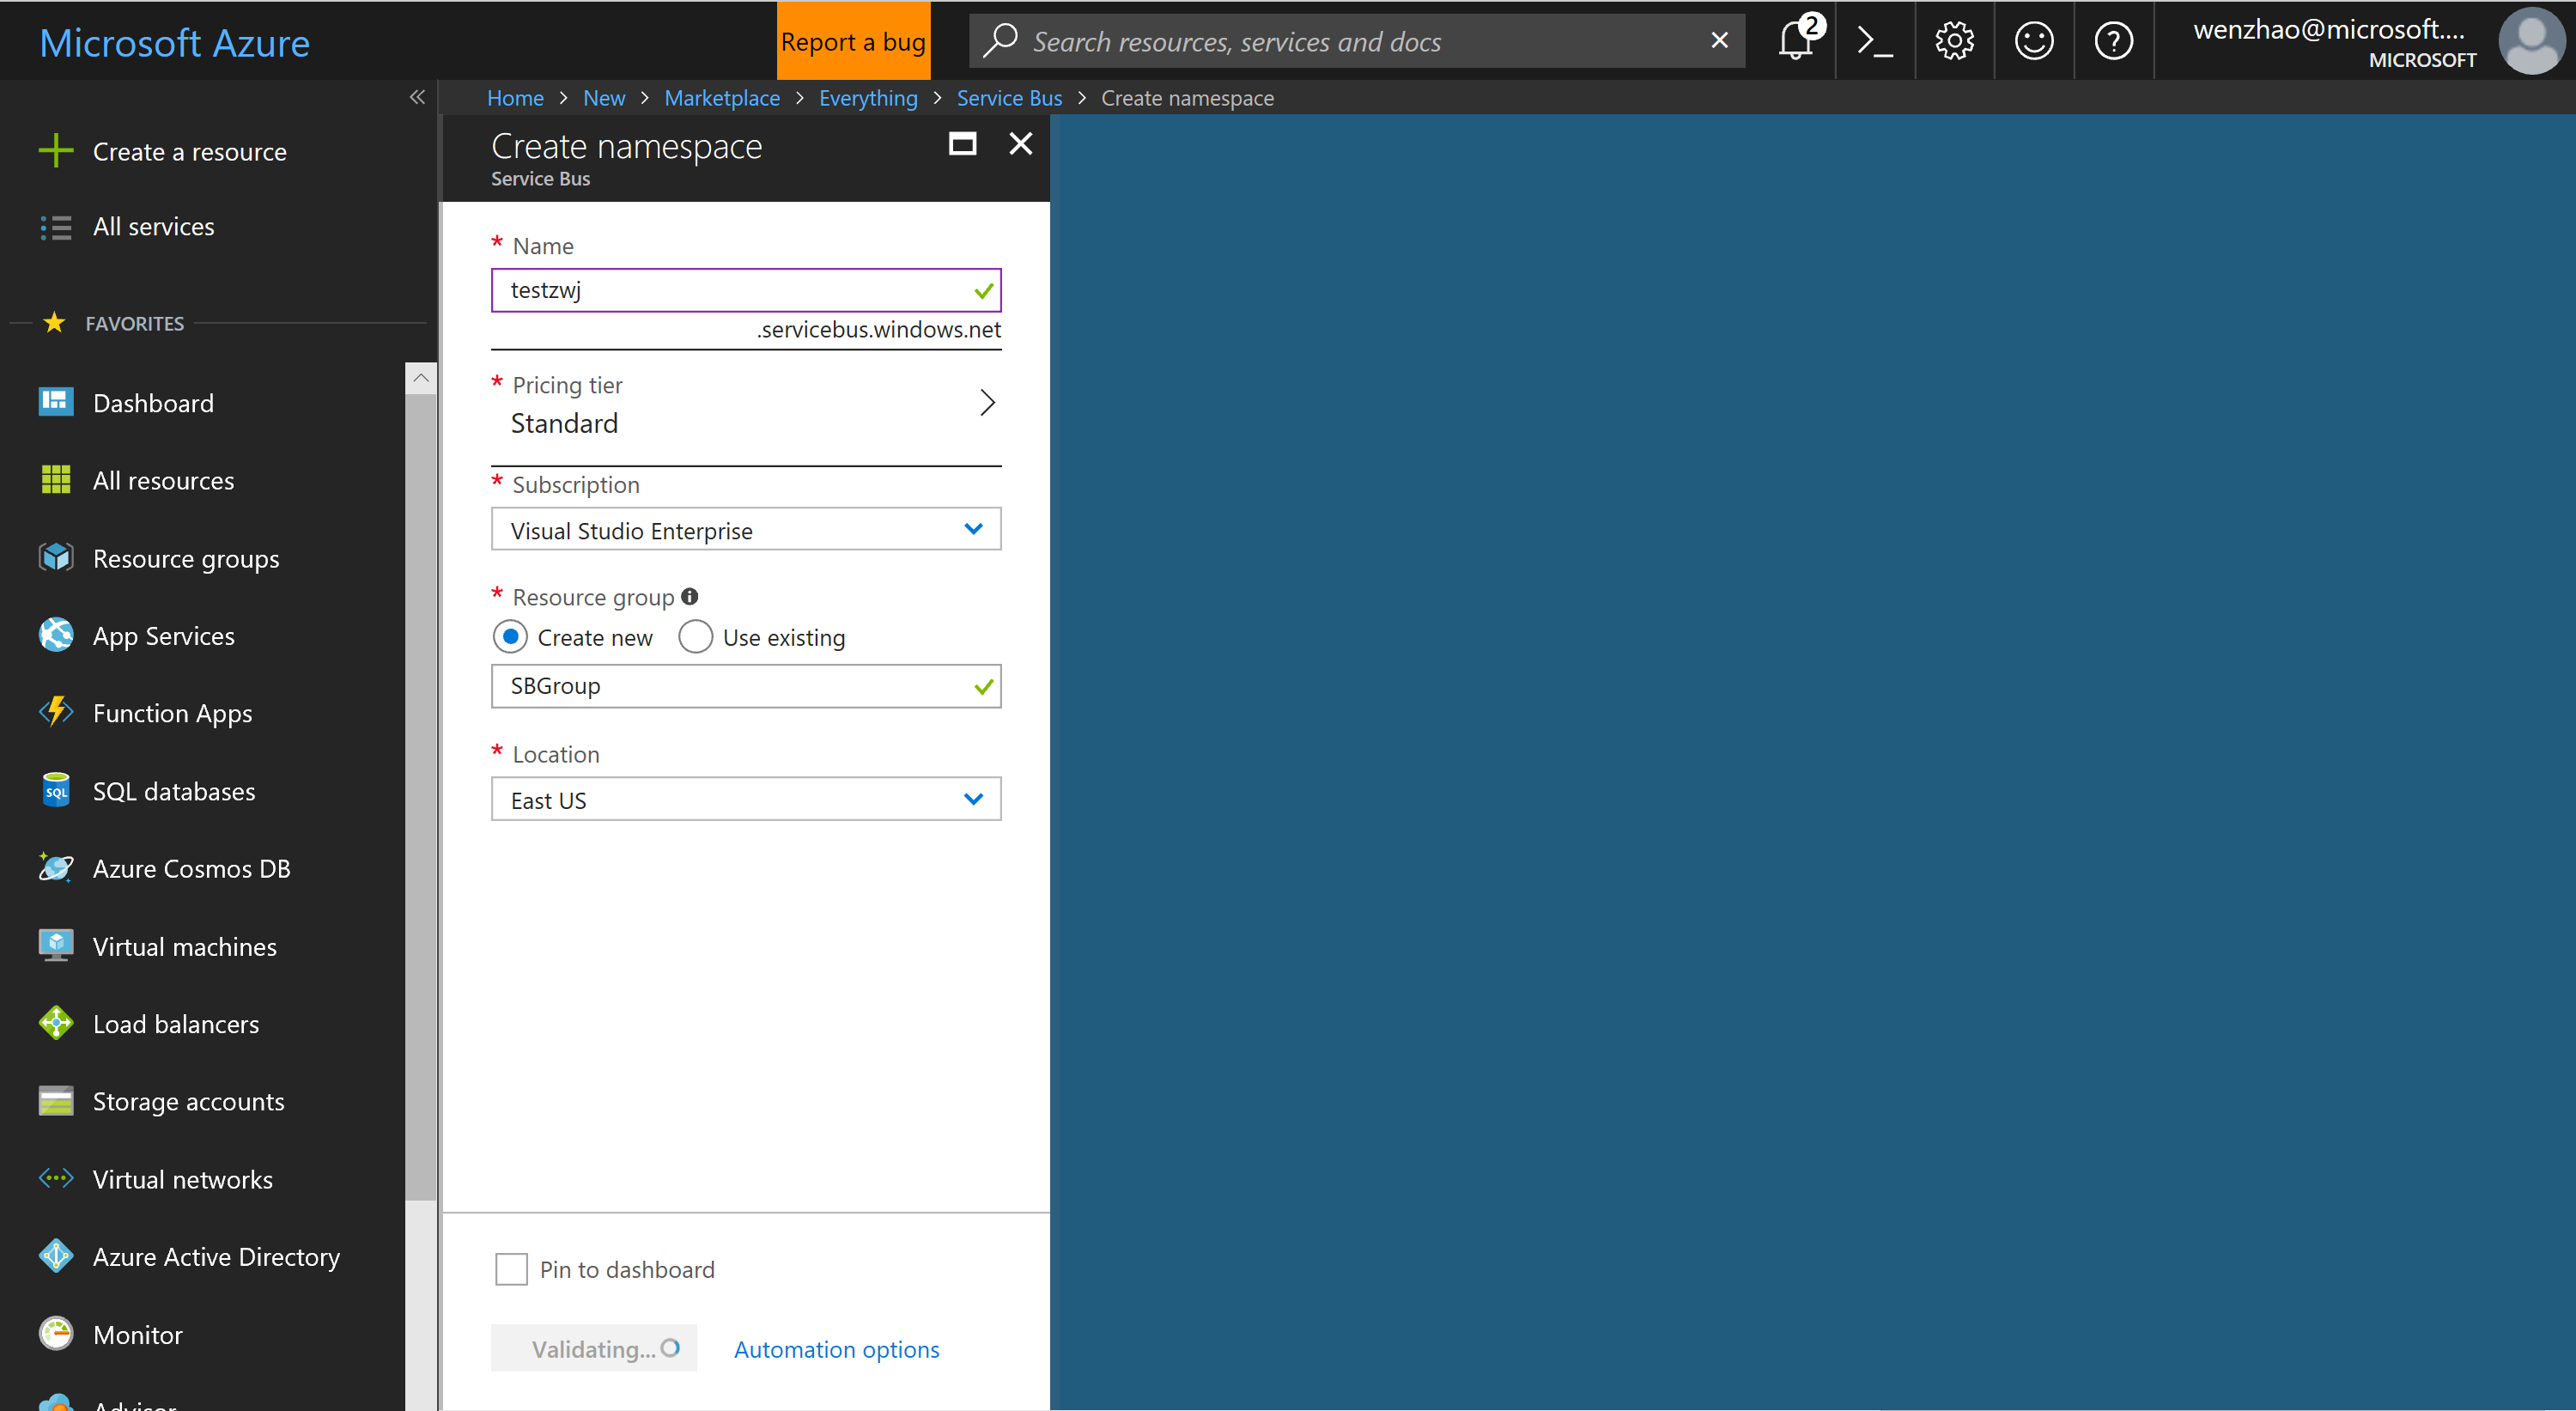 Microsoft Azure
Report a bug
Search resources, services and docs
2
wenzhao@microsoft....
MICROSOFT
Home > New > Marketplace > Everything > Service Bus > Create namespace
Create a resource
All services
FAVORITES
Dashboard
All resources
Resource groups
App Services
Function Apps
SQL
SQL databases
Azure Cosmos DB
Virtual machines
Load balancers
Storage accounts
Virtual networks
Azure Active Directory
Monitor
Advisor
Create namespace
Service Bus
* Name
testzwj
.servicebus.windows.net
* Pricing tier
Standard
* Subscription
Visual Studio Enterprise
* Resource group
Create new Use existing
SBGroup
* Location
East US
Pin to dashboard
Validating... Automation options